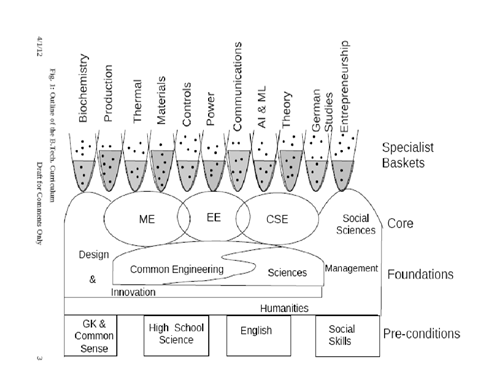 Biochemistry
Production
Thermal
Materials
Controls
Power
Communications
AI & ML
Theory
German
Studies
Entrepreneurship
Specialist
Baskets
ME
EE
CSE
Social
Sciences
Core
Design
&
Innovation
Common Engineering
Sciences
Management
Foundations
Humanities
GK &
Common
Sense
High School
Science
English
Social
Skills
Pre-conditions
4/1/12
Fig. 1: Outline of the B.Tech. Curriculum
Draft for Comments Only
3